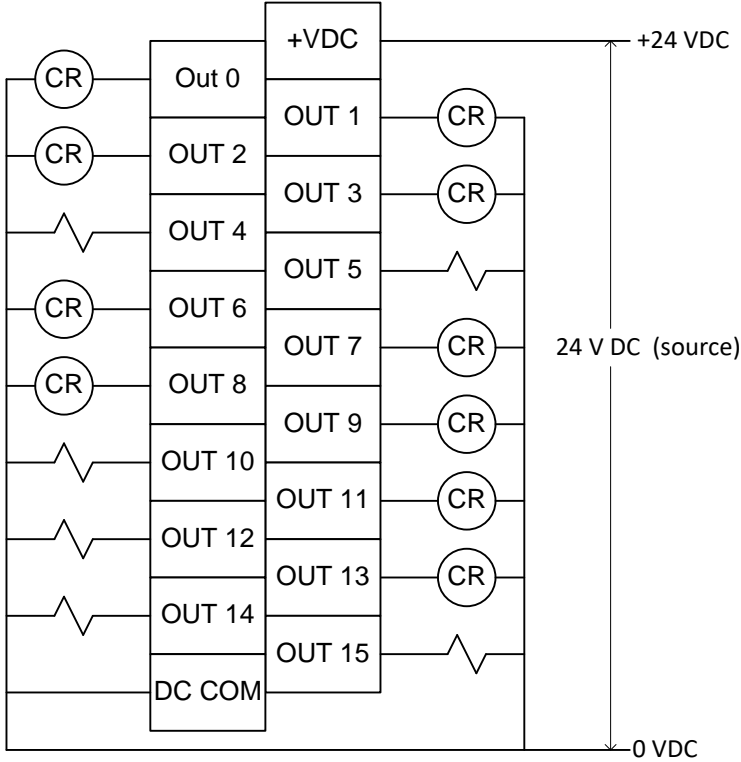 +VDC +24 VDC
CR Out 0
OUT 1 CR
CR OUT 2
OUT 3 CR
OUT 4
OUT 5
CR OUT 6
OUT 7 CR
24 V DC (source)
CR OUT 8
OUT 9 CR
OUT 10
OUT 11 CR
OUT 12
OUT 13 CR
OUT 14
OUT 15
DC COM
0 VDC